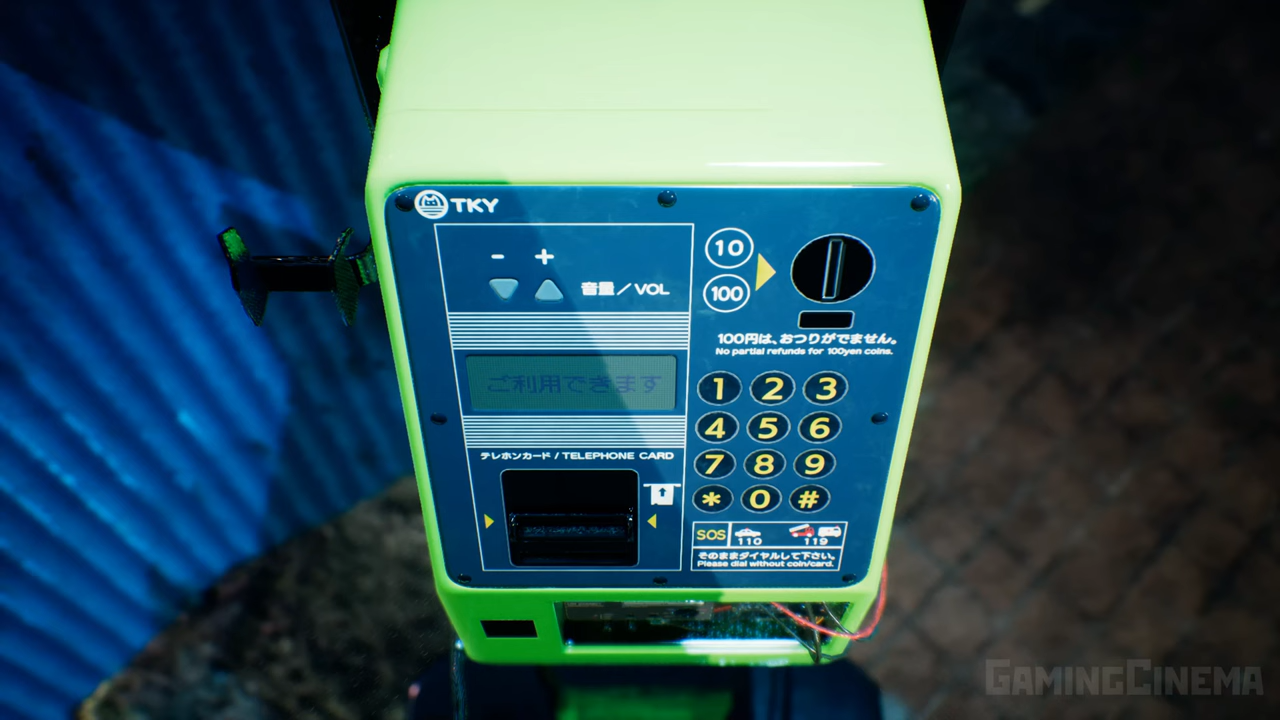 TKY
- +
音量／VOL
10
100
100円は、おつりがでません。
No partial refunds for 100yen coins.
ご利用できます
1 2 3
4 5 6
7 8 9
* 0 #
テレホンカード / TELEPHONE CARD
SOS 110 119
そのままダイヤルして下さい。
Please dial without coin/card.
GAMINGCINEMA